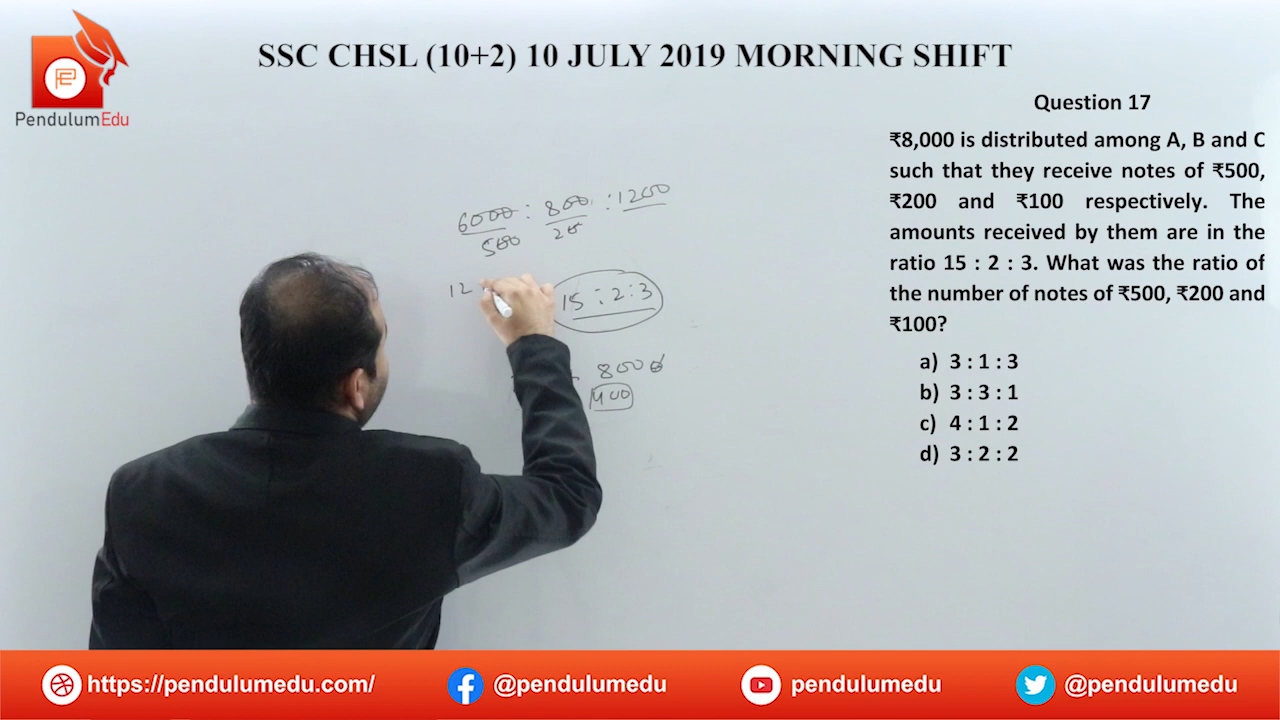 SSC CHSL (10+2) 10 JULY 2019 MORNING SHIFT
PendulumEdu
Question 17
₹8,000 is distributed among A, B and C
such that they receive notes of ₹500,
₹200 and ₹100 respectively. The
amounts received by them are in the
ratio 15 : 2 : 3. What was the ratio of
the number of notes of ₹500, ₹200 and
₹100?
a) 3 : 1 : 3
b) 3 : 3 : 1
c) 4 : 1 : 2
d) 3 : 2 : 2
6000 : 800 : 1200
500 20
12
15 : 2 : 3
8000
400
https://pendulumedu.com/
@pendulumedu
pendulumedu
@pendulumedu